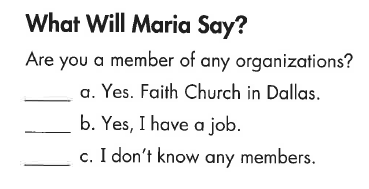 What Will Maria Say?
Are you a member of any organizations?
_____ a. Yes. Faith Church in Dallas.
_____ b. Yes, I have a job.
_____ c. I don't know any members.